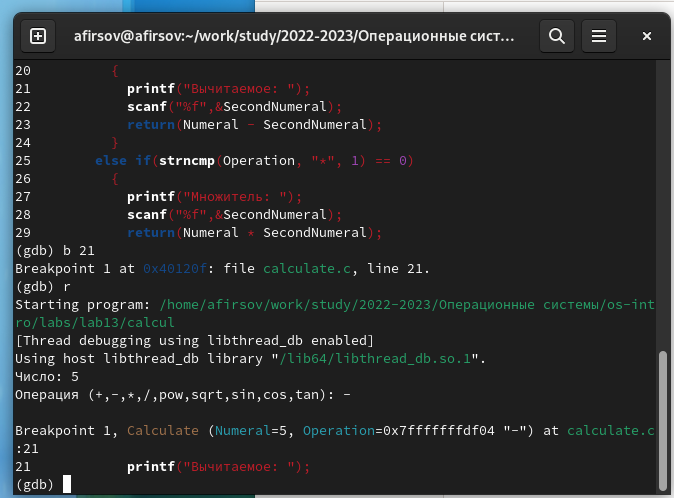 afirsov@afirsov:~/work/study/2022-2023/Операционные сист…
20          {
21            printf("Вычитаемое: ");
22            scanf("%f",&SecondNumeral);
23            return(Numeral - SecondNumeral);
24          }
25        else if(strncmp(Operation, "*", 1) == 0)
26          {
27            printf("Множитель: ");
28            scanf("%f",&SecondNumeral);
29            return(Numeral * SecondNumeral);
(gdb) b 21
Breakpoint 1 at 0x40120f: file calculate.c, line 21.
(gdb) r
Starting program: /home/afirsov/work/study/2022-2023/Операционные системы/os-int
ro/labs/lab13/calcul
[Thread debugging using libthread_db enabled]
Using host libthread_db library "/lib64/libthread_db.so.1".
Число: 5
Операция (+,-,*,/,pow,sqrt,sin,cos,tan): -
Breakpoint 1, Calculate (Numeral=5, Operation=0x7fffffffdf04 "-") at calculate.c
:21
21            printf("Вычитаемое: ");
(gdb)